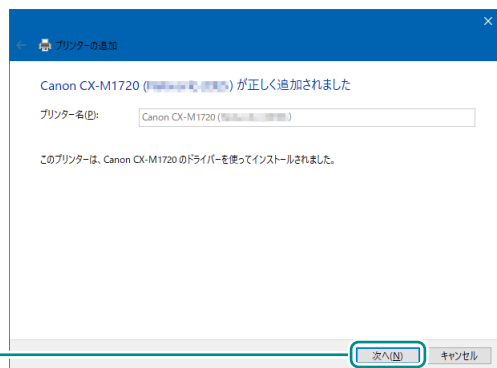 プリンターの追加
Canon CX-M1720 () が正しく追加されました
プリンター名(P):
Canon CX-M1720 ()
このプリンターは、Canon CX-M1720 のドライバーを使ってインストールされました。
次へ(N)
キャンセル